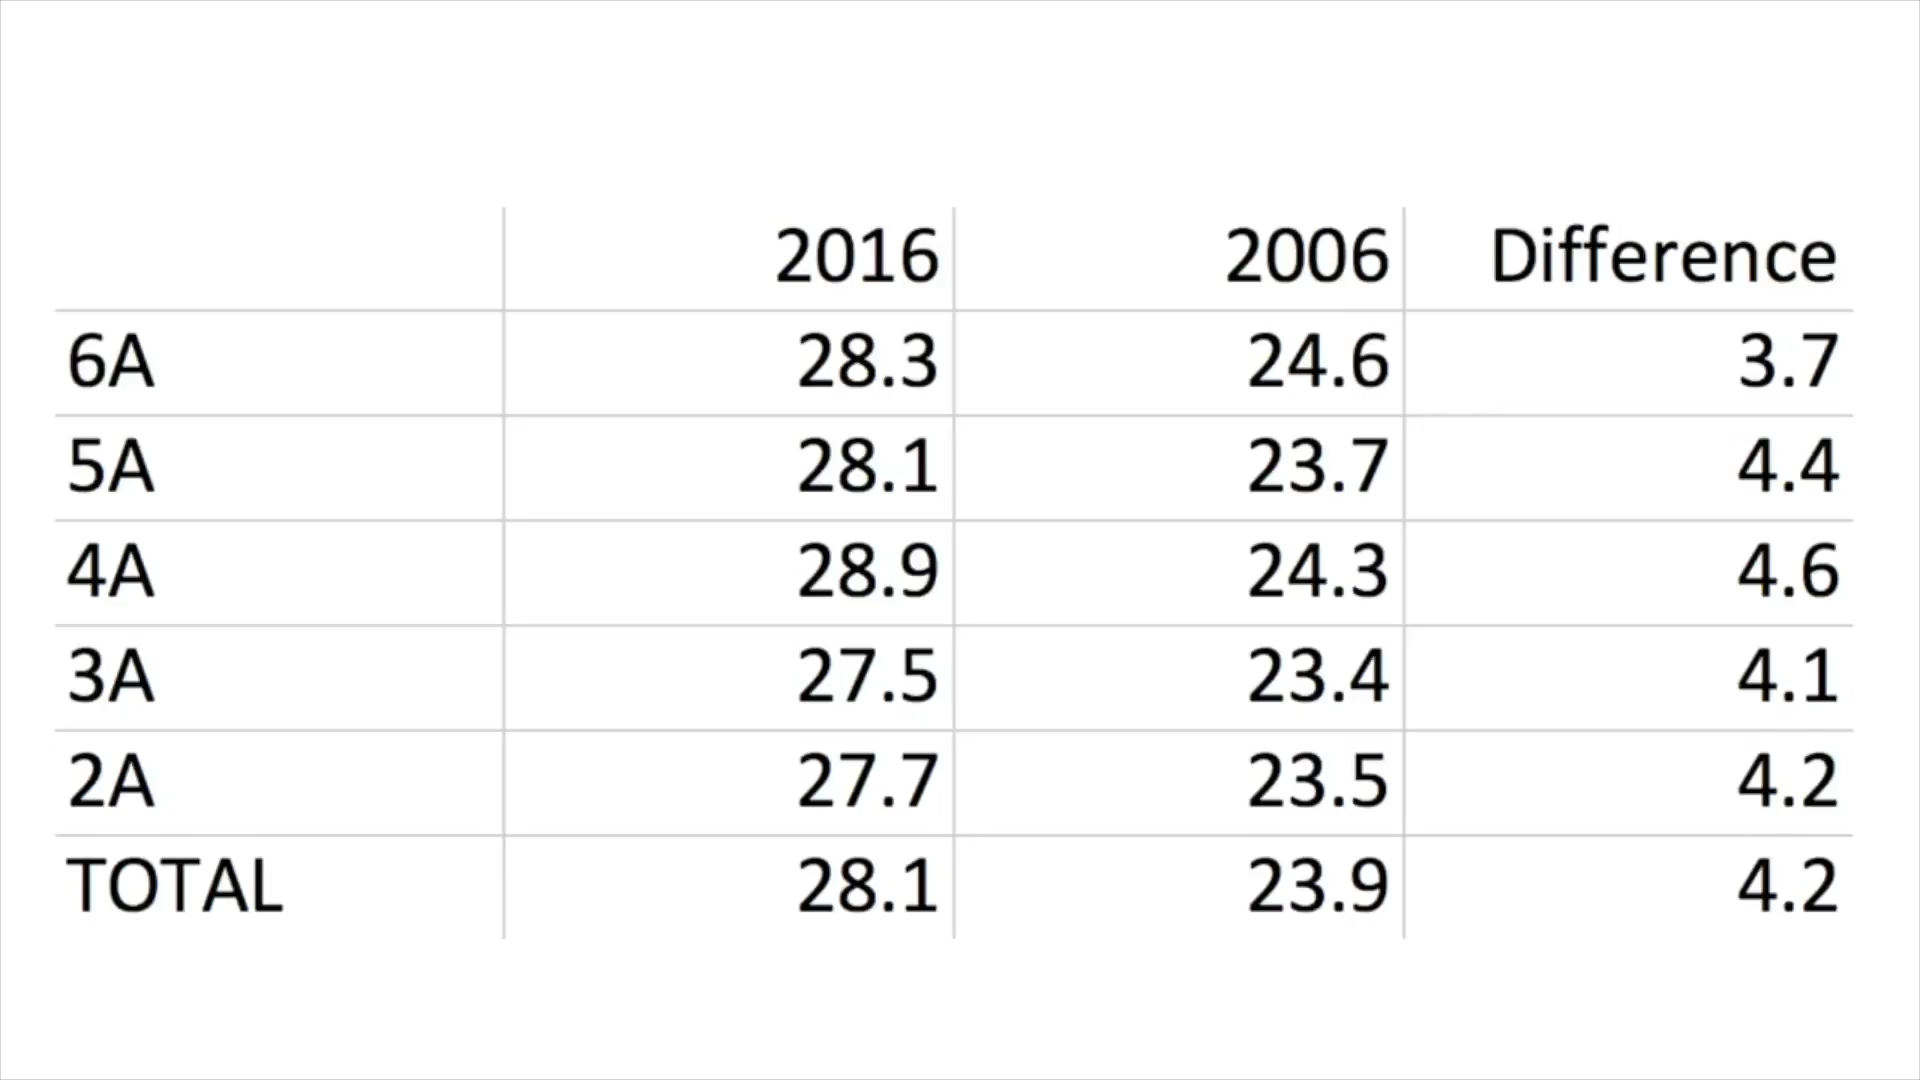 2016 2006 Difference
6A 28.3 24.6 3.7
5A 28.1 23.7 4.4
4A 28.9 24.3 4.6
3A 27.5 23.4 4.1
2A 27.7 23.5 4.2
TOTAL 28.1 23.9 4.2